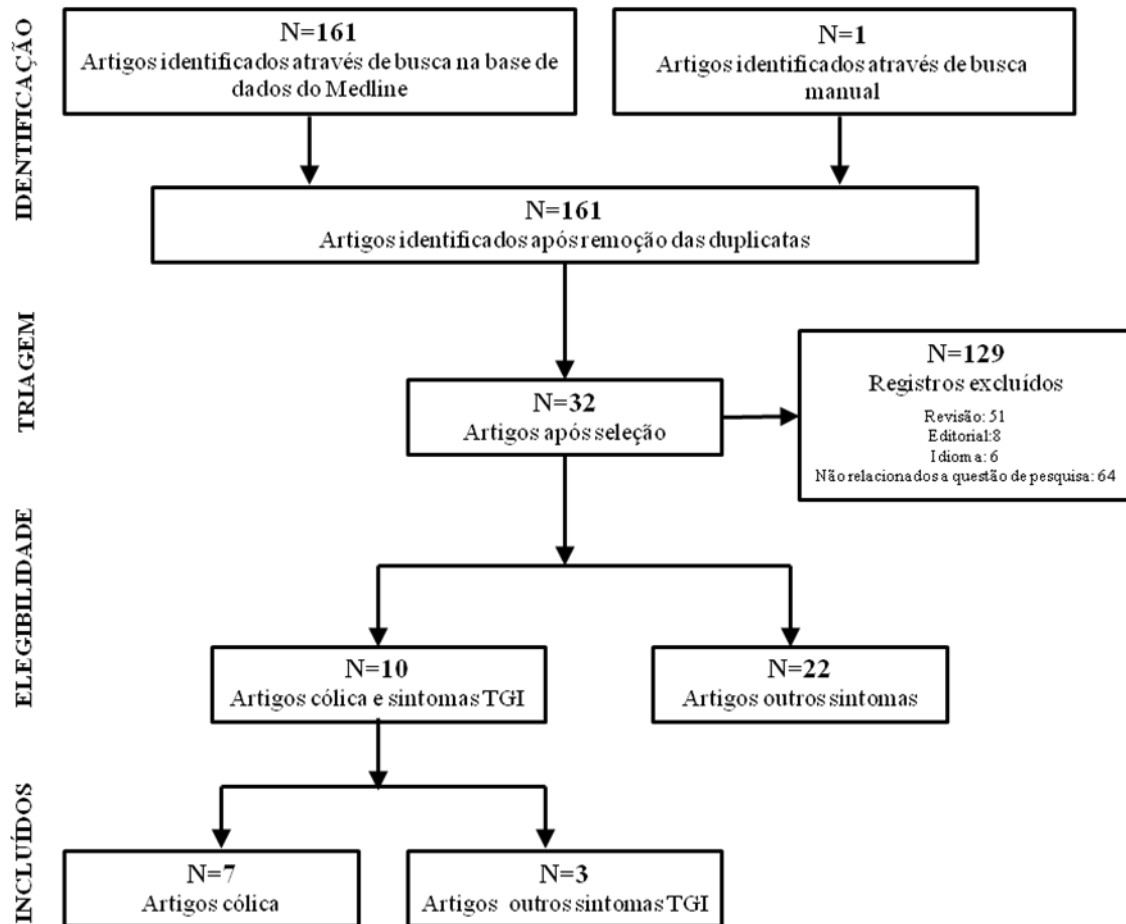 IDENTIFICAÇÃO
N=161
Artigos identificados através de busca na base de
dados do Medline
N=1
Artigos identificados através de busca
manual
N=161
Artigos identificados após remoção das duplicatas
TRIAGEM
N=32
Artigos após seleção
N=129
Registros excluídos
Revisão: 51
Editorial:8
Idioma: 6
Não relacionados a questão de pesquisa: 64
ELEGIBILIDADE
N=10
Artigos cólica e sintomas TGI
N=22
Artigos outros sintomas
INCLUÍDOS
N=7
Artigos cólica
N=3
Artigos outros sintomas TGI